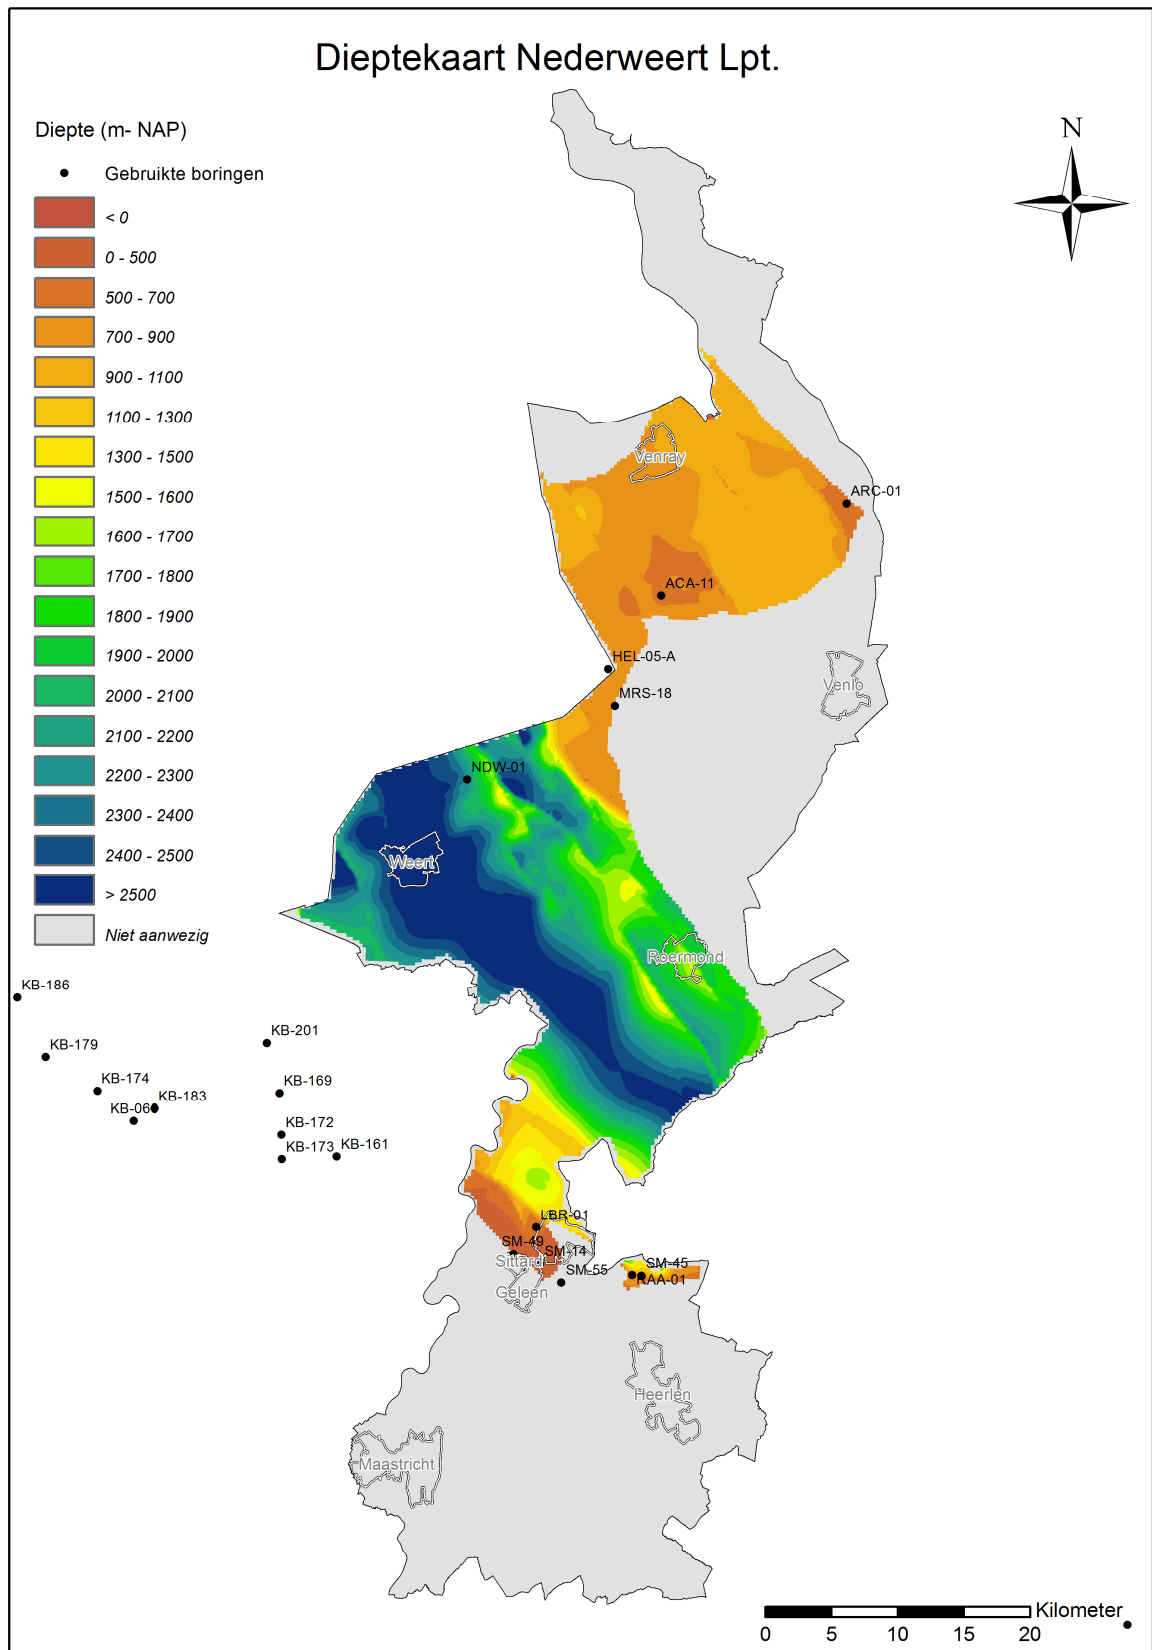 Dieptekaart Nederweert Lpt.
Diepte (m- NAP)
Gebruikte boringen
< 0
0 - 500
500 - 700
700 - 900
900 - 1100
1100 - 1300
1300 - 1500
1500 - 1600
1600 - 1700
1700 - 1800
1800 - 1900
1900 - 2000
2000 - 2100
2100 - 2200
2200 - 2300
2300 - 2400
2400 - 2500
> 2500
Niet aanwezig
N
Venray
ARC-01
ACA-11
HEL-05-A
Venlo
MRS-18
NDW-01
Weert
Roermond
KB-186
KB-201
KB-179
KB-174
KB-183
KB-169
KB-06
KB-172
KB-173
KB-161
LBR-01
SM-49
SM-14
Sittard
SM-55
SM-45
RAA-01
Geleen
Heerlen
Maastricht
Kilometer
0 5 10 15 20